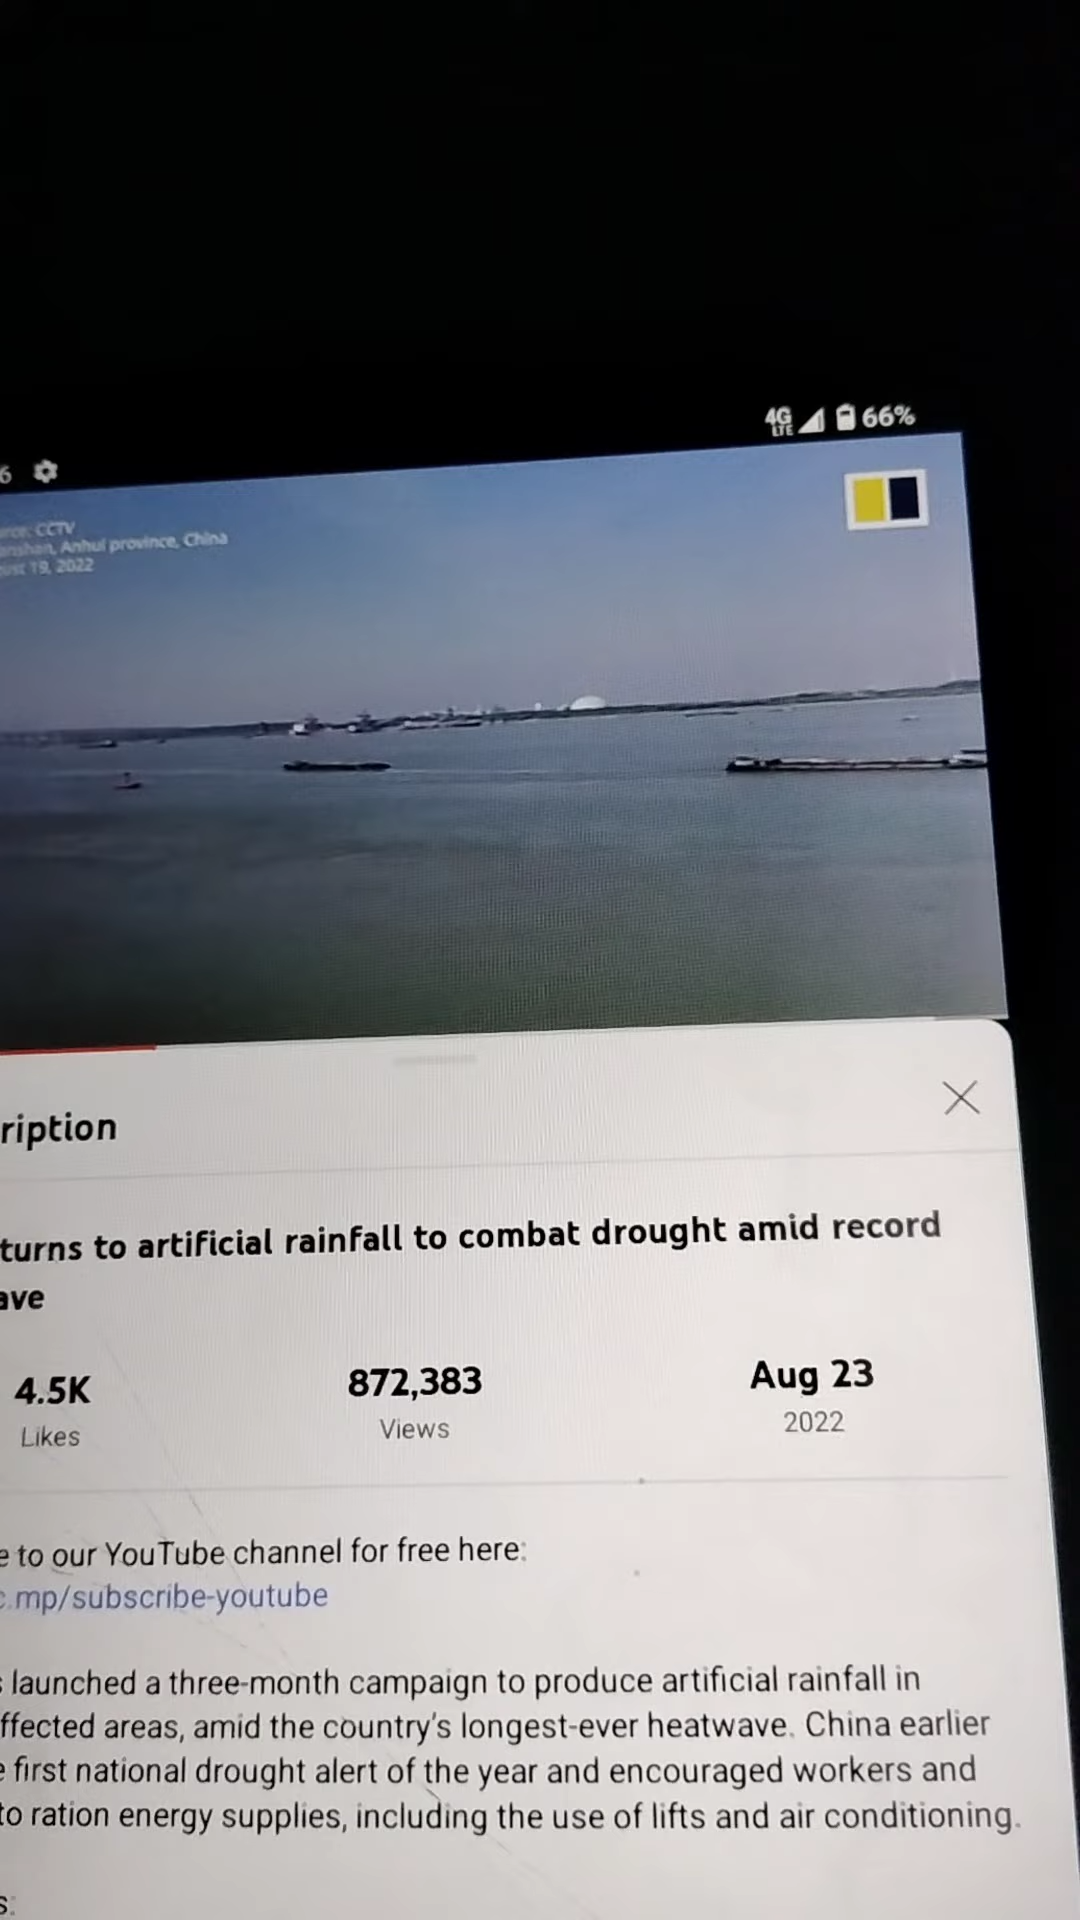 4G
LTE
66%
6
CCTV
Anhui province, China
19, 2022
ription
turns to artificial rainfall to combat drought amid record
ave
4.5K
872,383
Aug 23
Likes
Views
2022
e to our YouTube channel for free here:
c.mp/subscribe-youtube
s launched a three-month campaign to produce artificial rainfall in
ffected areas, amid the country's longest-ever heatwave. China earlier
e first national drought alert of the year and encouraged workers and
to ration energy supplies, including the use of lifts and air conditioning.
s: